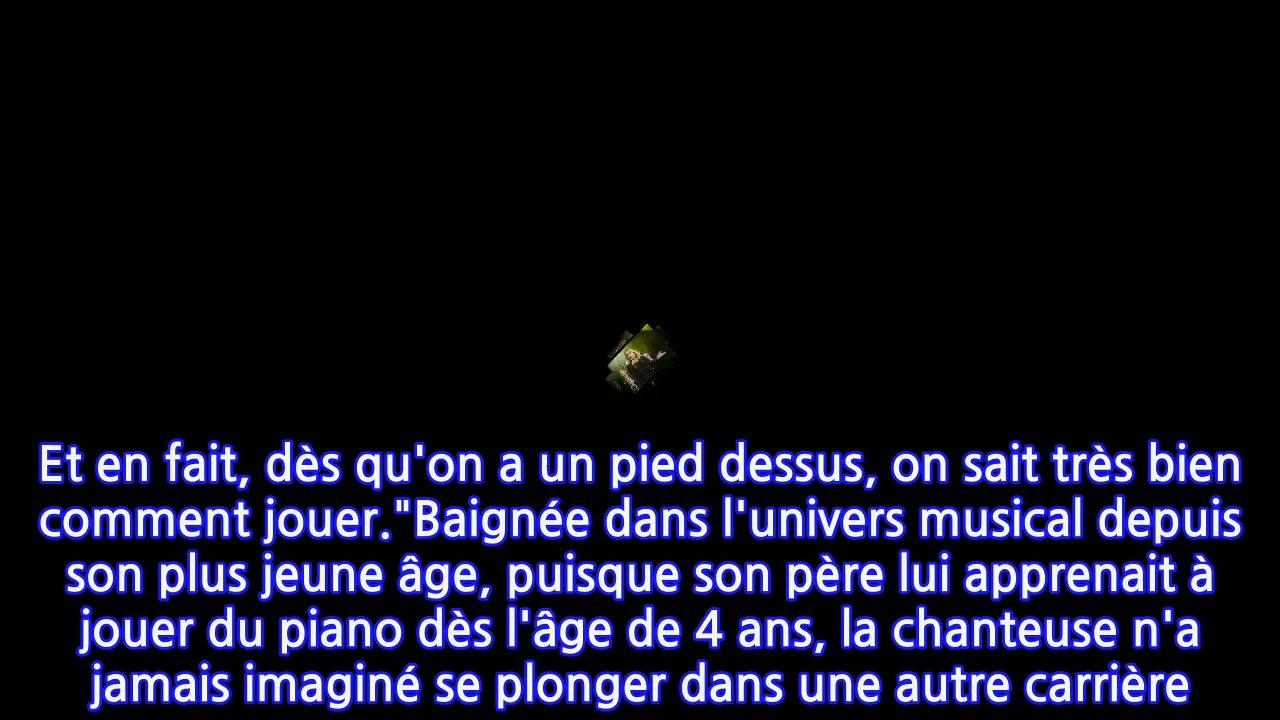 Et en fait, dès qu'on a un pied dessus, on sait très bien
comment jouer."Baignée dans l'univers musical depuis
son plus jeune âge, puisque son père lui apprenait à
jouer du piano dès l'âge de 4 ans, la chanteuse n'a
jamais imaginé se plonger dans une autre carrière